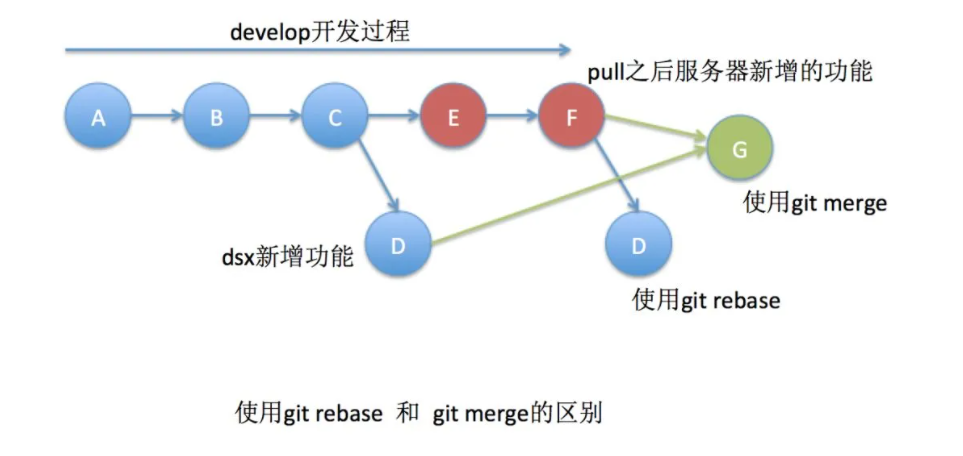 develop开发过程
pull之后服务器新增的功能
A
B
C
E
F
G
使用git merge
dsx新增功能
D
D
使用git rebase
使用git rebase 和 git merge的区别